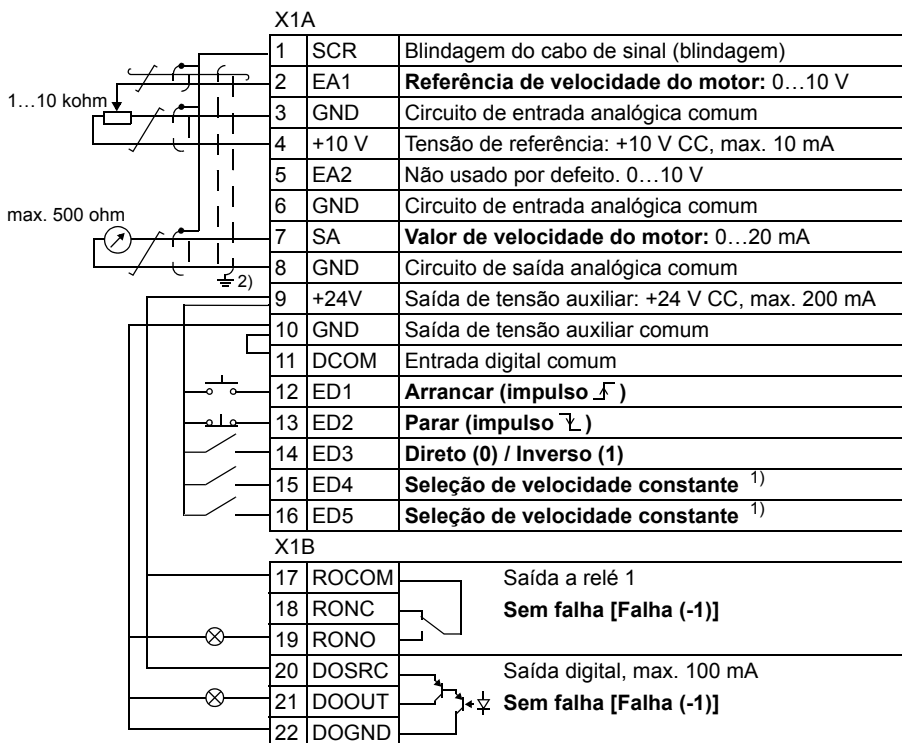 X1A
1 SCR Blindagem do cabo de sinal (blindagem)
2 EA1 Referência de velocidade do motor: 0…10 V
1…10 kohm
3 GND Circuito de entrada analógica comum
4 +10 V Tensão de referência: +10 V CC, max. 10 mA
5 EA2 Não usado por defeito. 0…10 V
6 GND Circuito de entrada analógica comum
max. 500 ohm
7 SA Valor de velocidade do motor: 0…20 mA
8 GND Circuito de saída analógica comum
2)
9 +24V Saída de tensão auxiliar: +24 V CC, max. 200 mA
10 GND Saída de tensão auxiliar comum
11 DCOM Entrada digital comum
12 ED1 Arrancar (impulso )
13 ED2 Parar (impulso )
14 ED3 Direto (0) / Inverso (1)
15 ED4 Seleção de velocidade constante 1)
16 ED5 Seleção de velocidade constante 1)
X1B
17 ROCOM Saída a relé 1
18 RONC Sem falha [Falha (-1)]
19 RONO
20 DOSRC Saída digital, max. 100 mA
21 DOOUT Sem falha [Falha (-1)]
22 DOGND